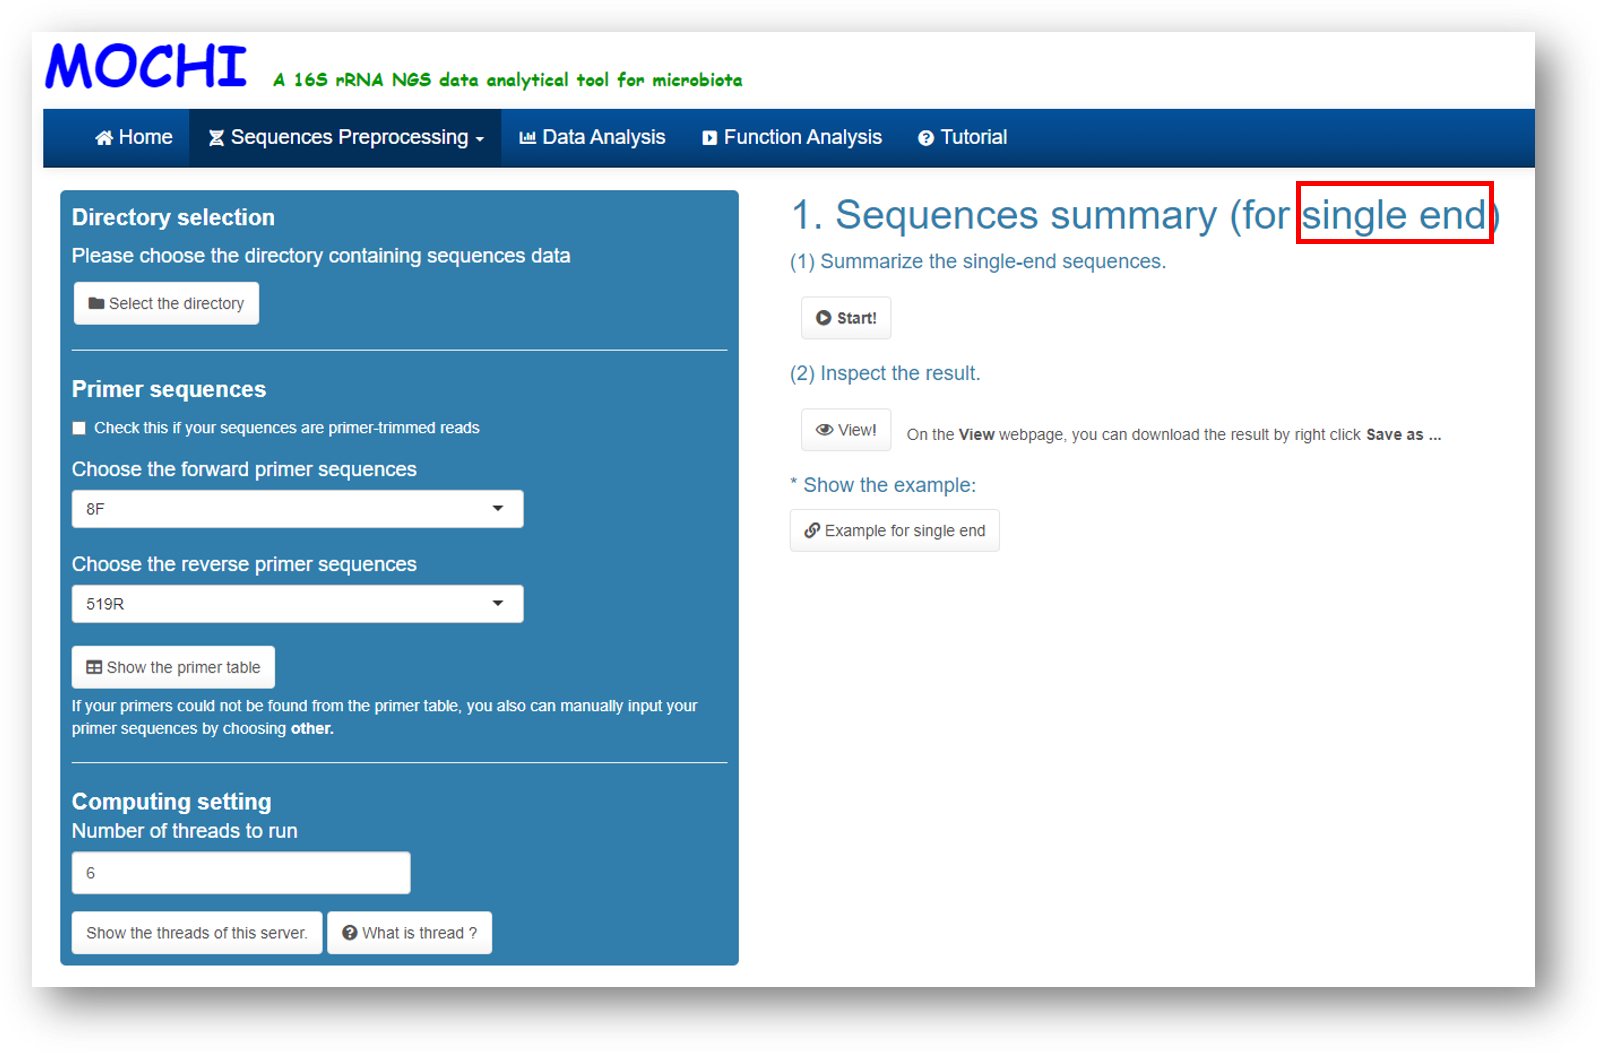 MOCHI A 16S rRNA NGS data analytical tool for microbiota
Home Sequences Preprocessing Data Analysis Function Analysis Tutorial
Directory selection
Please choose the directory containing sequences data
Select the directory
Primer sequences
Check this if your sequences are primer-trimmed reads
Choose the forward primer sequences
8F
Choose the reverse primer sequences
519R
Show the primer table
If your primers could not be found from the primer table, you also can manually input your
primer sequences by choosing other.
Computing setting
Number of threads to run
6
Show the threads of this server. What is thread ?
1. Sequences summary (for single end)
(1) Summarize the single-end sequences.
Start!
(2) Inspect the result.
View! On the View webpage, you can download the result by right click Save as ...
* Show the example:
Example for single end